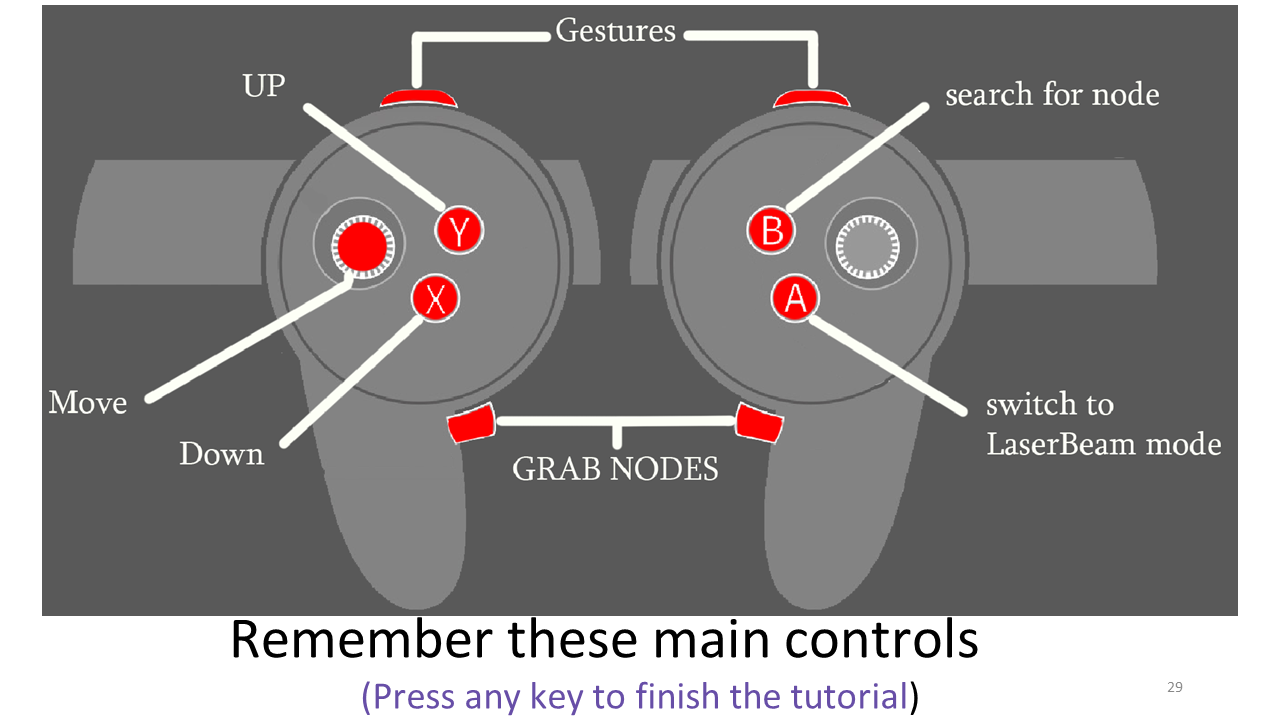 Gestures
UP
search for node
Y
B
X
A
Move
Down
GRAB NODES
switch to
LaserBeam mode
Remember these main controls
(Press any key to finish the tutorial)
29